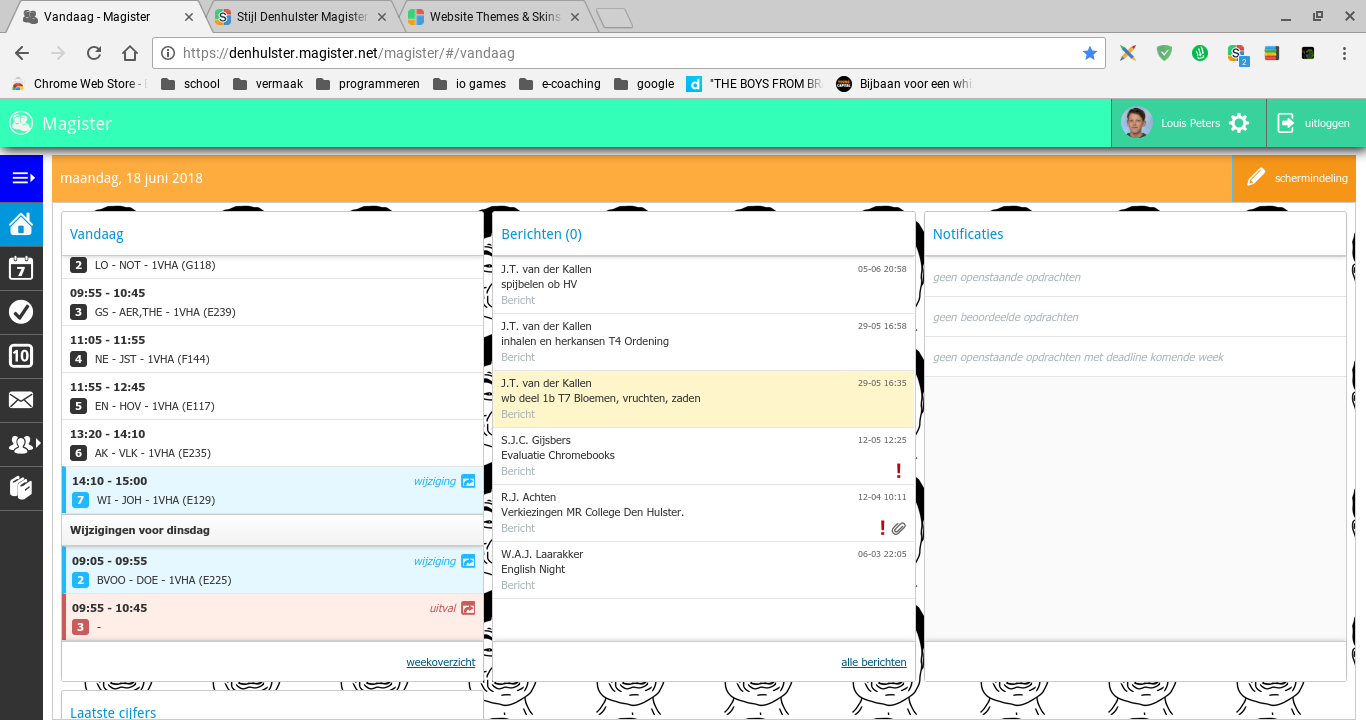 Vandaag - Magister
Stijl Denhulster Magister
Website Themes & Skins
https://denhulster.magister.net/magister/#/vandaag
2
Chrome Web Store -
school
vermaak
programmeren
io games
e-coaching
google
"THE BOYS FROM BR
Bijbaan voor een whi
Magister
Louis Peters
uitloggen
maandag, 18 juni 2018
schermindeling
7
10
Vandaag
2 LO - NOT - 1VHA (G118)
09:55 - 10:45
3 GS - AER,THE - 1VHA (E239)
11:05 - 11:55
4 NE - JST - 1VHA (F144)
11:55 - 12:45
5 EN - HOV - 1VHA (E117)
13:20 - 14:10
6 AK - VLK - 1VHA (E235)
14:10 - 15:00 wijziging
7 WI - JOH - 1VHA (E129)
Wijzigingen voor dinsdag
09:05 - 09:55 wijziging
2 BVOO - DOE - 1VHA (E225)
09:55 - 10:45 uitval
3 -
weekoverzicht
Laatste cijfers
Berichten (0)
J.T. van der Kallen 05-06 20:58
spijbelen ob HV
Bericht
J.T. van der Kallen 29-05 16:58
inhalen en herkansen T4 Ordening
Bericht
J.T. van der Kallen 29-05 16:35
wb deel 1b T7 Bloemen, vruchten, zaden
Bericht
S.J.C. Gijsbers 12-05 12:25
Evaluatie Chromebooks
Bericht !
R.J. Achten 12-04 10:11
Verkiezingen MR College Den Hulster.
Bericht !
W.A.J. Laarakker 06-03 22:05
English Night
Bericht
alle berichten
Notificaties
geen openstaande opdrachten
geen beoordeelde opdrachten
geen openstaande opdrachten met deadline komende week